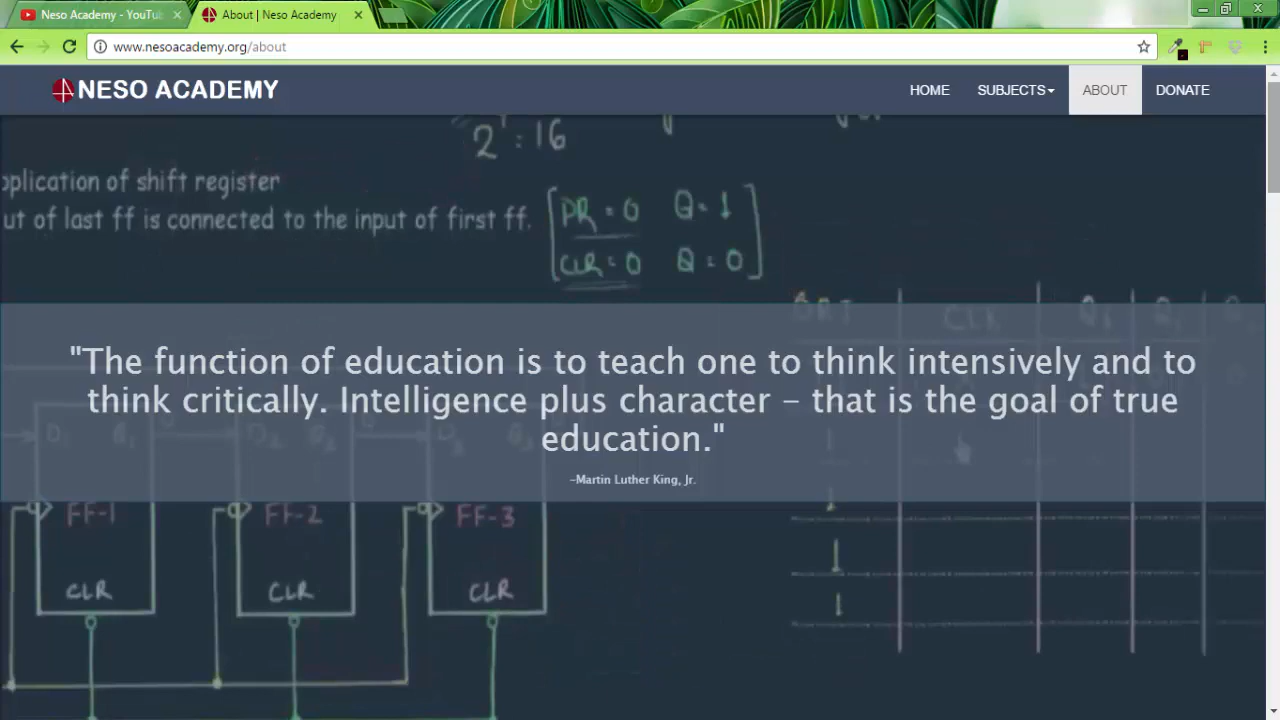 Neso Academy - YouTub
About | Neso Academy
www.nesoacademy.org/about
NESO ACADEMY
HOME SUBJECTS ABOUT DONATE
: 16
pplication of shift register
ut of last ff is connected to the input of first ff.
PR = 0 Q = 1
CLR = 0 Q = 0
CLK
"The function of education is to teach one to think intensively and to
think critically. Intelligence plus character – that is the goal of true
education."
–Martin Luther King, Jr.
FF-1 FF-2 FF-3
CLR CLR CLR